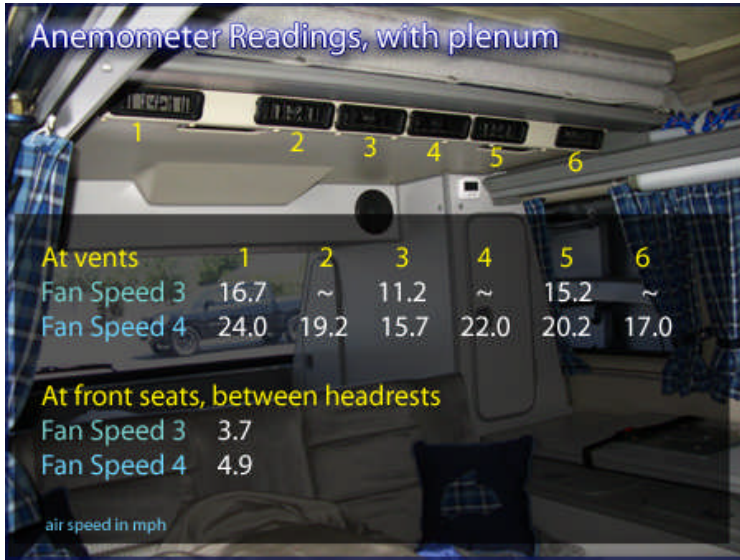 Anemometer Readings, with plenum
1 2 3 4 5 6
At vents 1 2 3 4 5 6
Fan Speed 3 16.7 ~ 11.2 ~ 15.2 ~
Fan Speed 4 24.0 19.2 15.7 22.0 20.2 17.0
At front seats, between headrests
Fan Speed 3 3.7
Fan Speed 4 4.9
air speed in mph